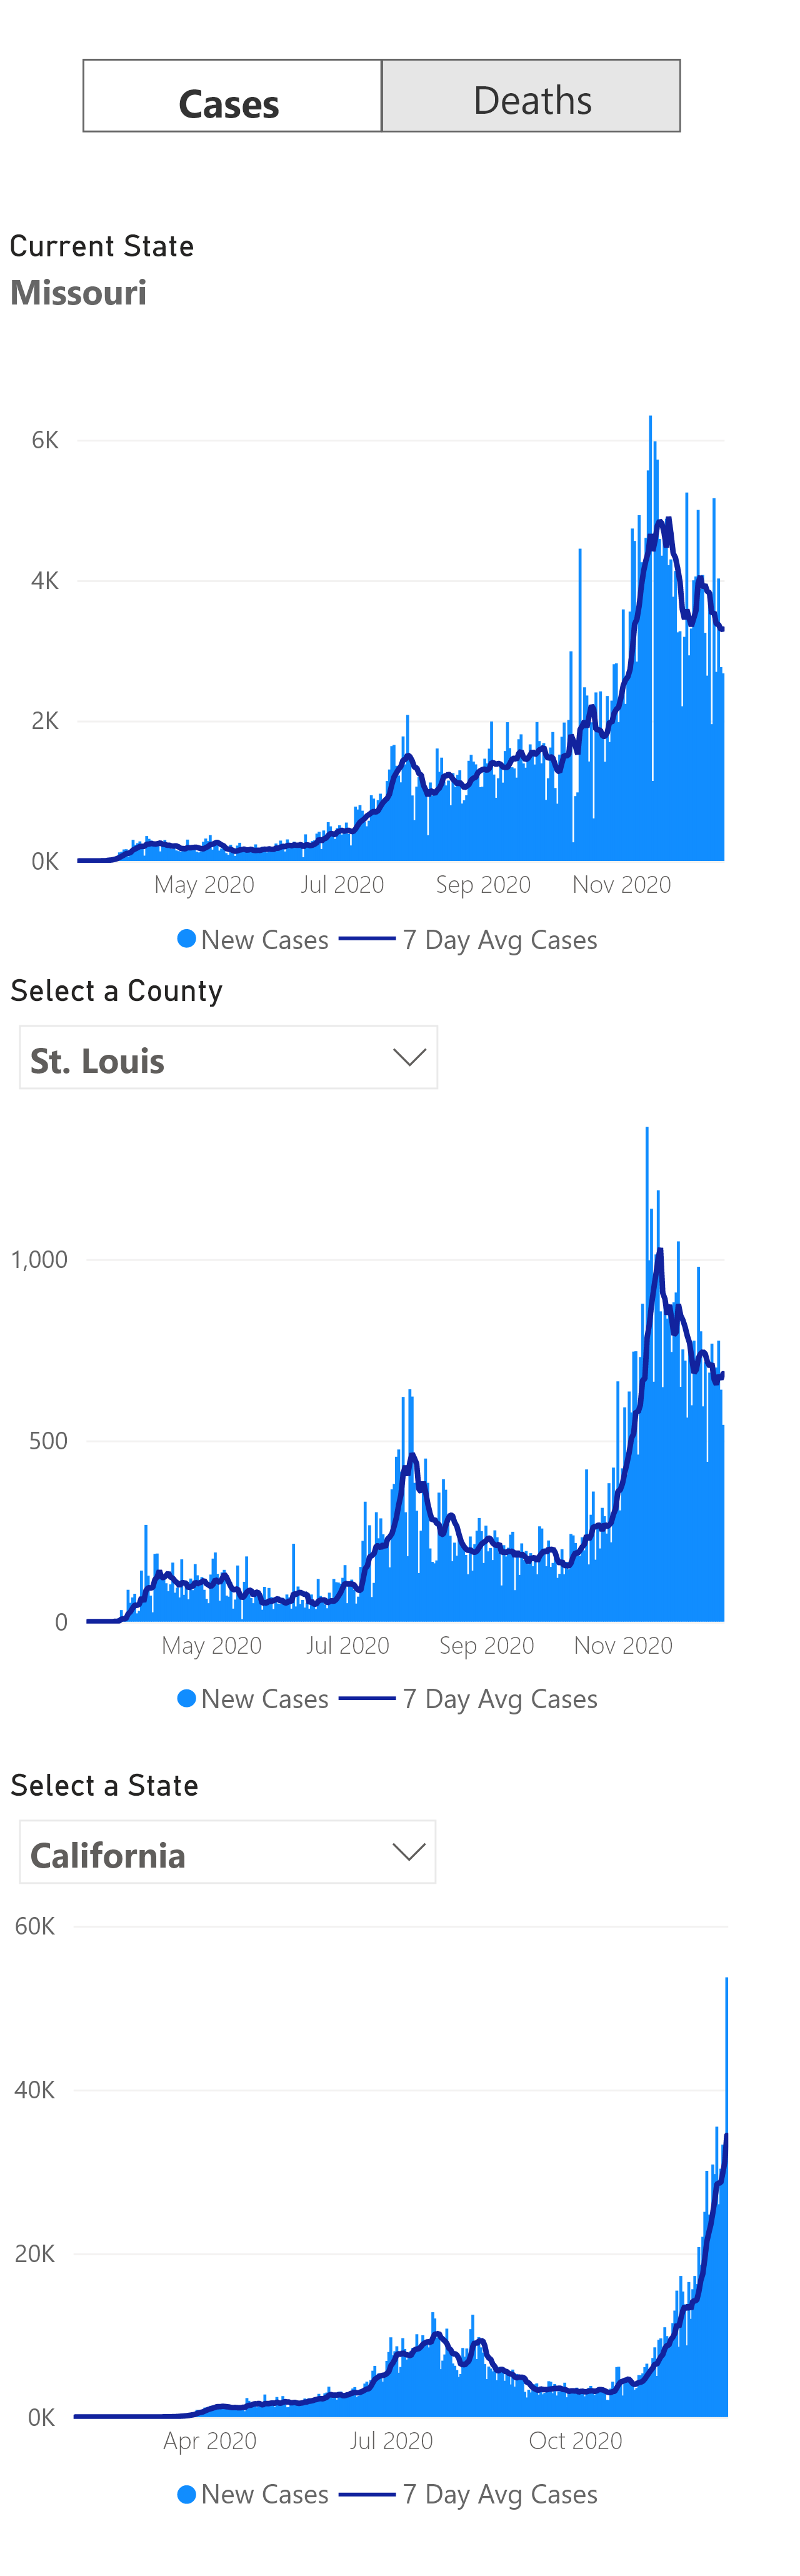 Cases Deaths
Current State
Missouri
6K
4K
2K
0K
May 2020 Jul 2020 Sep 2020 Nov 2020
New Cases 7 Day Avg Cases
Select a County
St. Louis
1,000
500
0
May 2020 Jul 2020 Sep 2020 Nov 2020
New Cases 7 Day Avg Cases
Select a State
California
60K
40K
20K
0K
Apr 2020 Jul 2020 Oct 2020
New Cases 7 Day Avg Cases